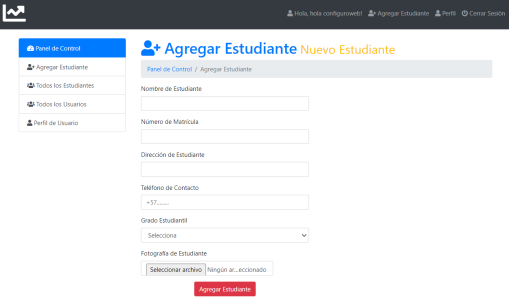 Hola, hola configuroweb! Agregar Estudiante Perfil Cerrar Sesión
Panel de Control
Agregar Estudiante
Todos los Estudiantes
Todos los Usuarios
Perfil de Usuario
Agregar Estudiante Nuevo Estudiante
Panel de Control / Agregar Estudiante
Nombre de Estudiante
Número de Matrícula
Dirección de Estudiante
Teléfono de Contacto
+57.........
Grado Estudiantil
Selecciona
Fotografía de Estudiante
Seleccionar archivo Ningún ar...eccionado
Agregar Estudiante